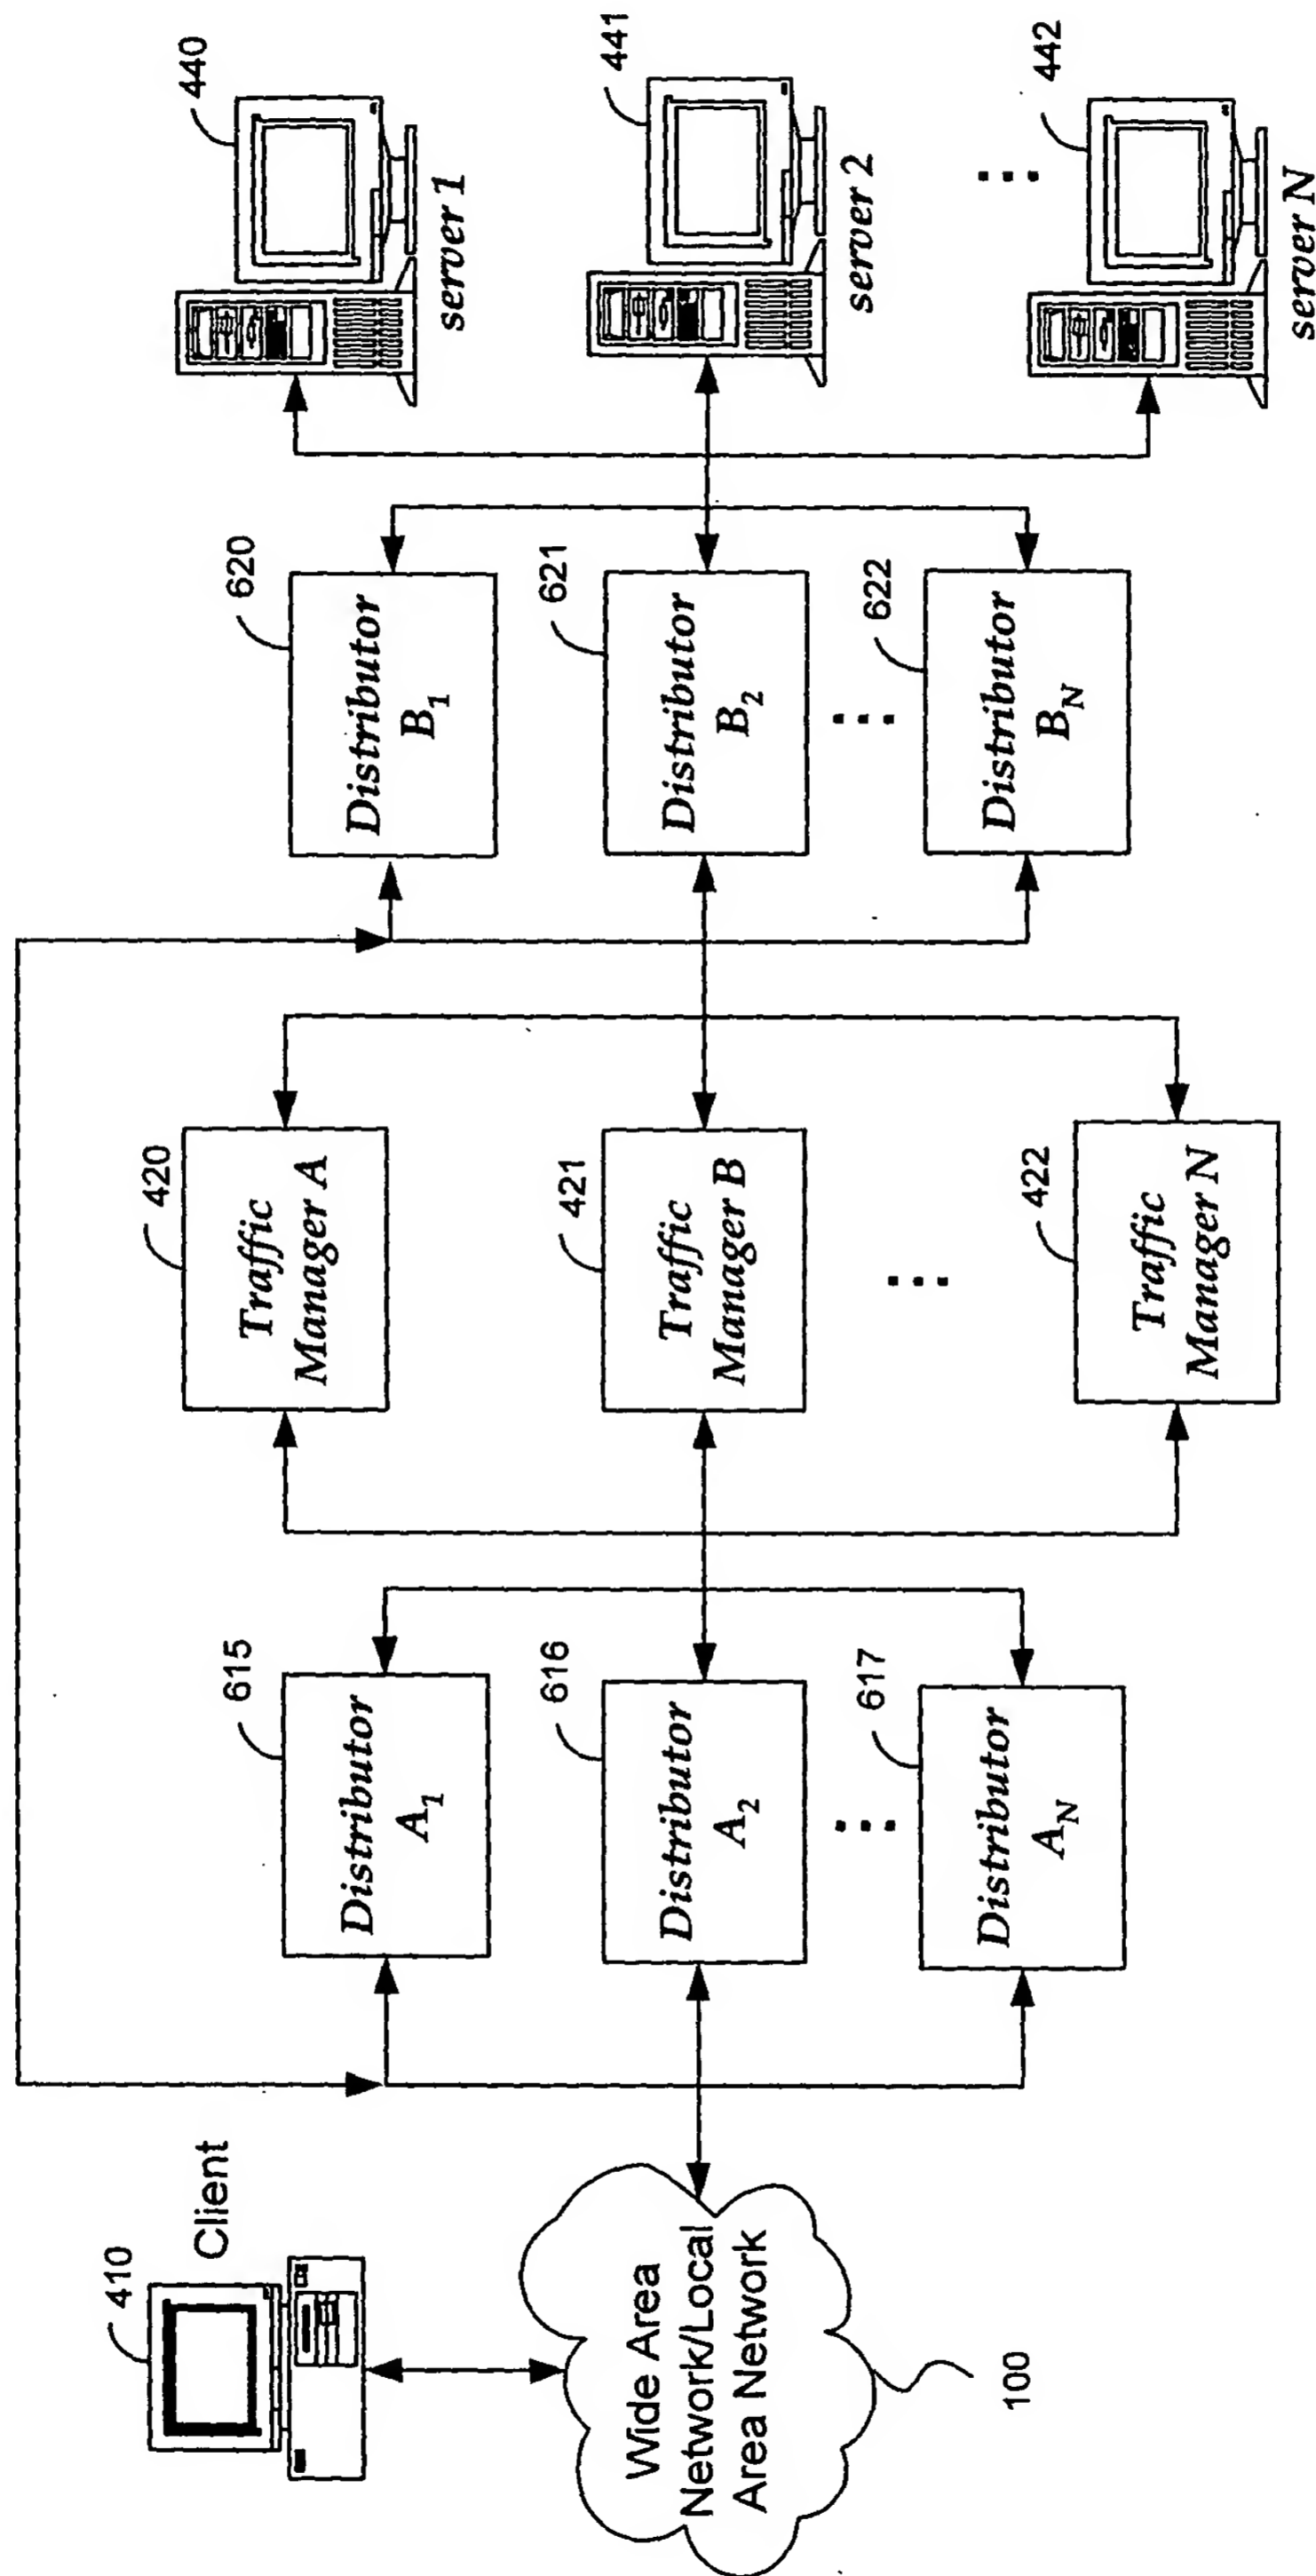 410
Client
Wide Area
Network/Local
Area Network
100
615
Distributor
A1
616
Distributor
A2
617
Distributor
AN
420
Traffic
Manager A
421
Traffic
Manager B
422
Traffic
Manager N
620
Distributor
B1
621
Distributor
B2
622
Distributor
BN
440
server 1
441
server 2
442
server N